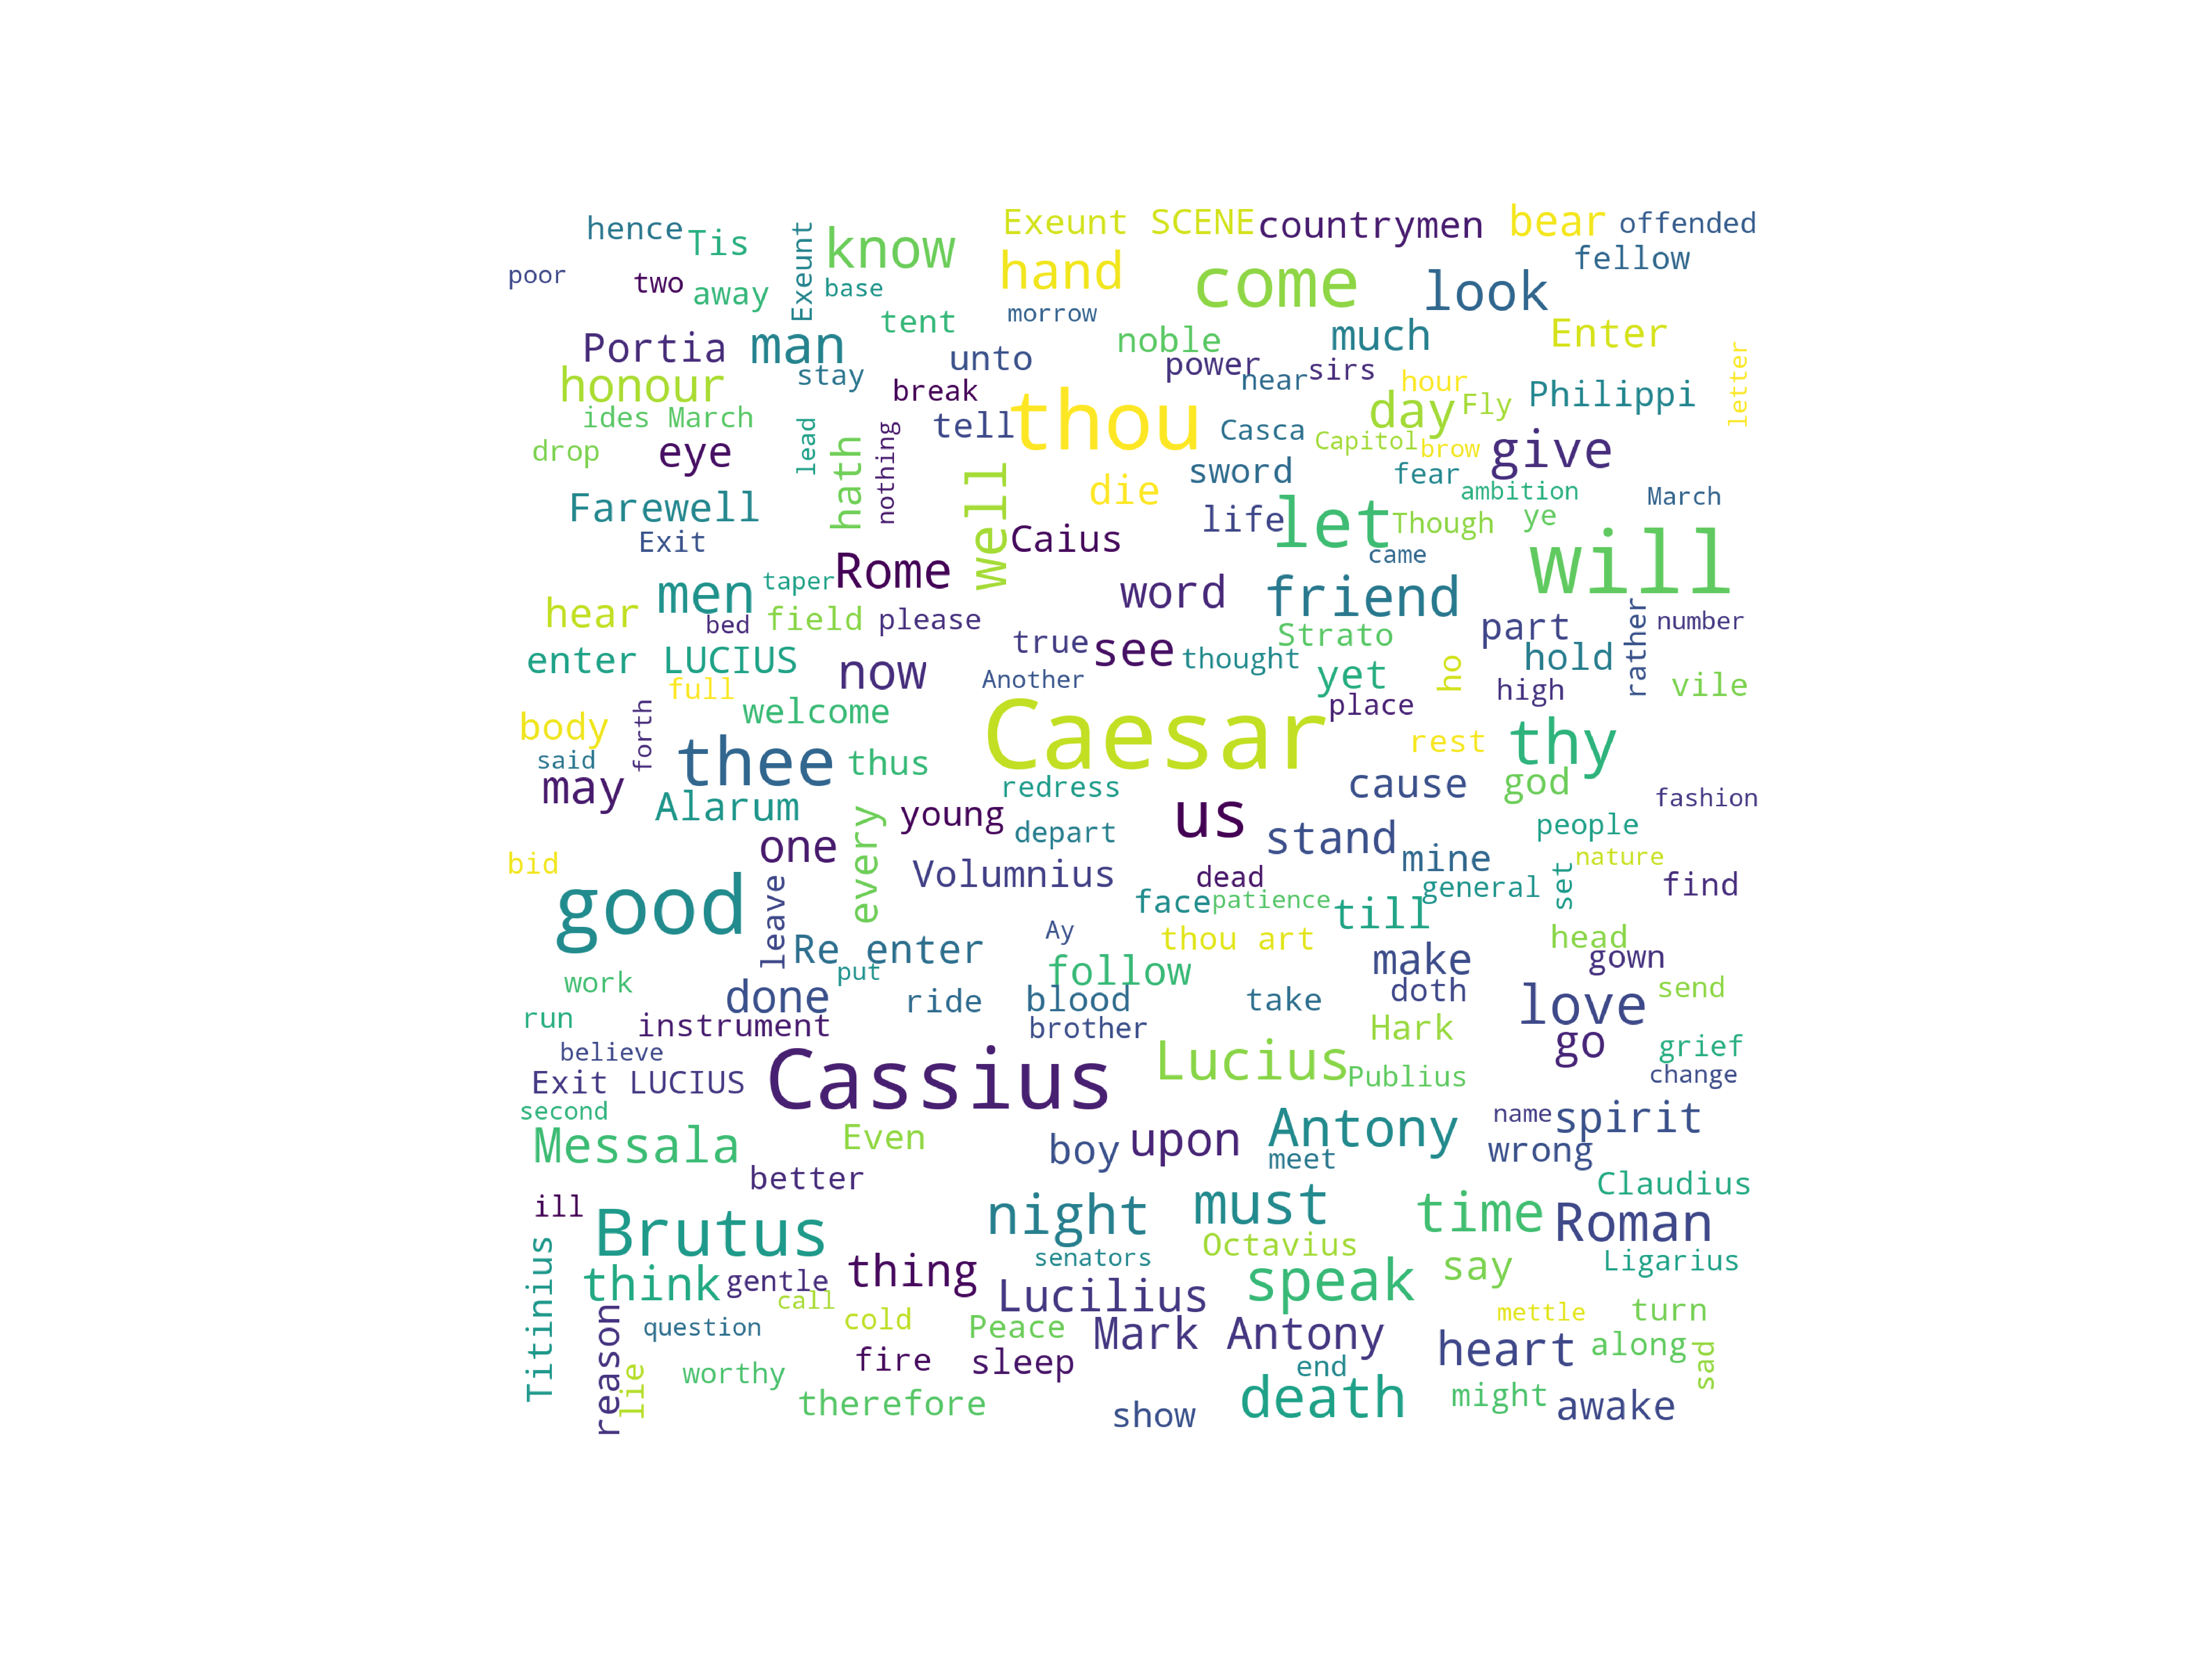 hence Tis Exeunt know Exeunt SCENE countrymen bear offended
poor two away base hand come look fellow
morrow
Portia man tent unto noble much Enter letter
honour stay break power near sirs hour Philippi
ides March lead nothing tell thou Casca day Fly give
drop eye hath well sword Capitol brow fear
Farewell die life let Though ambition ye March
Exit Rome Caius came will
men taper word friend
hear bed field please true see Strato part rather number
enter LUCIUS now Another thought yet ho hold
full welcome Caesar place high vile
body forth thee thus rest thy
said may redress us cause god fashion
Alarum one every young depart stand people
bid leave Volumnius dead mine nature
good face patience till general set find
Re enter Ay thou art head
work put follow make gown
run done ride blood take doth love send
instrument brother Hark go grief
believe Cassius Lucius Publius change
Exit LUCIUS
second Messala Even boy upon Antony name spirit
better meet wrong
ill night must time Claudius
Brutus senators Octavius Roman
Titinius think gentle thing speak say Ligarius
reason call Lucilius mettle turn
question cold Peace Mark Antony heart along
lie worthy fire sleep end sad
therefore show death might awake